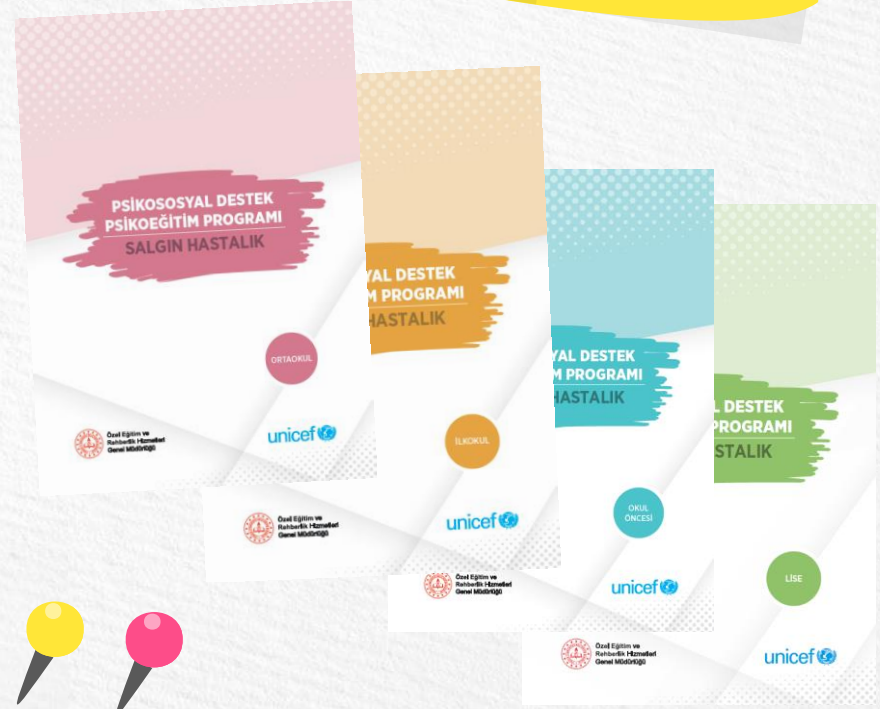 PSİKOSOSYAL DESTEK
PSİKOEĞİTİM PROGRAMI
SALGIN HASTALIK
ORTAOKUL
Özel Eğitim ve
Rehberlik Hizmetleri
Genel Müdürlüğü
unicef
YAL DESTEK
M PROGRAMI
HASTALIK
İLKOKUL
Özel Eğitim ve
Rehberlik Hizmetleri
Genel Müdürlüğü
unicef
YAL DESTEK
M PROGRAMI
HASTALIK
OKUL
ÖNCESİ
Özel Eğitim ve
Rehberlik Hizmetleri
Genel Müdürlüğü
unicef
L DESTEK
PROGRAMI
STALIK
LİSE
Özel Eğitim ve
Rehberlik Hizmetleri
Genel Müdürlüğü
unicef